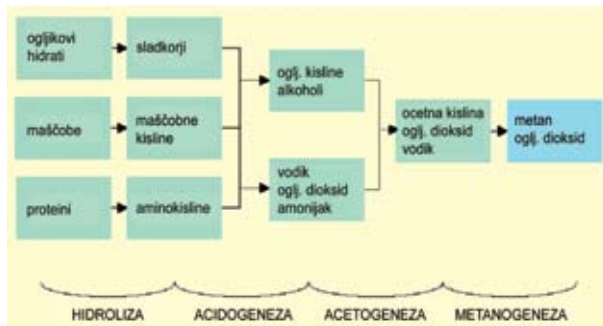 ogljikovi
hidrati
sladkorji
maščobe
maščobne
kisline
proteini
aminokisline
oglj. kisline
alkoholi
vodik
oglj. dioksid
amonijak
ocetna kislina
oglj. dioksid
vodik
metan
oglj. dioksid
HIDROLIZA ACIDOGENEZA ACETOGENEZA METANOGENEZA